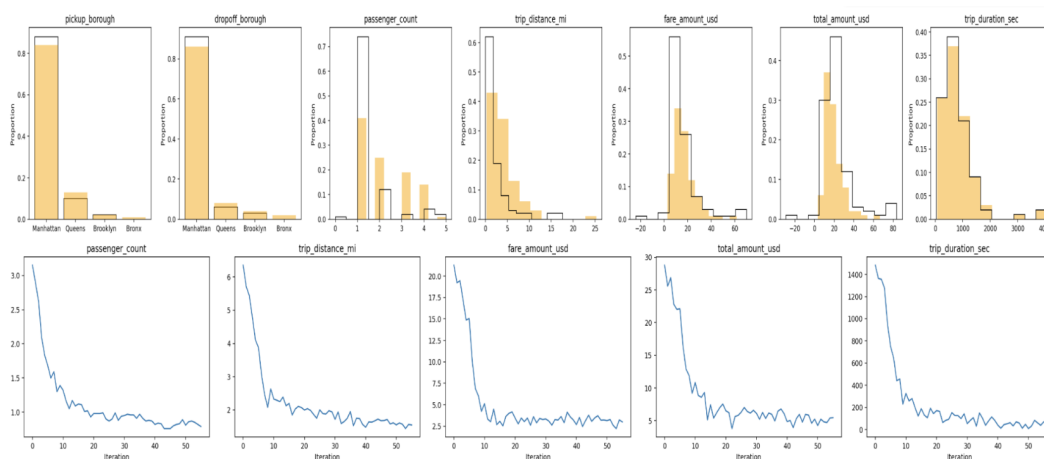 pickup_borough
dropoff_borough
passenger_count
trip_distance_mi
fare_amount_usd
total_amount_usd
trip_duration_sec
Proportion
0.8
0.6
0.4
0.2
0.0
Manhattan Queens Brooklyn Bronx
Proportion
0.8
0.6
0.4
0.2
0.0
Manhattan Queens Brooklyn Bronx
Proportion
0.7
0.6
0.5
0.4
0.3
0.2
0.1
0.0
0 1 2 3 4 5
Proportion
0.6
0.5
0.4
0.3
0.2
0.1
0.0
0 5 10 15 20 25
Proportion
0.5
0.4
0.3
0.2
0.1
0.0
−20 0 20 40 60
Proportion
0.4
0.3
0.2
0.1
0.0
−20 0 20 40 60 80
Proportion
0.40
0.35
0.30
0.25
0.20
0.15
0.10
0.05
0.00
0 1000 2000 3000
passenger_count
3.0
2.5
2.0
1.5
1.0
0 10 20 30 40 50
Iteration
trip_distance_mi
6
5
4
3
2
0 10 20 30 40 50
Iteration
fare_amount_usd
20.0
17.5
15.0
12.5
10.0
7.5
5.0
2.5
0 10 20 30 40 50
Iteration
total_amount_usd
30
25
20
15
10
5
0 10 20 30 40 50
Iteration
trip_duration_sec
1400
1200
1000
800
600
400
200
0
0 10 20 30 40 50
Iteration